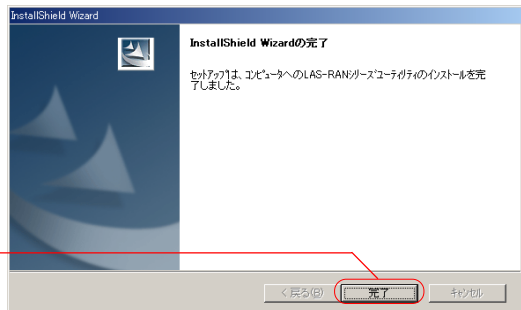 InstallShield Wizard
InstallShield Wizardの完了
ｾｯﾄｱｯﾌﾟは、ｺﾝﾋﾟｭｰﾀへのLAS-RANｼﾘｰｽﾞﾕｰﾃｨﾘﾃｨのｲﾝｽﾄｰﾙを完
了しました。
< 戻る(B)
完了
ｷｬﾝｾﾙ